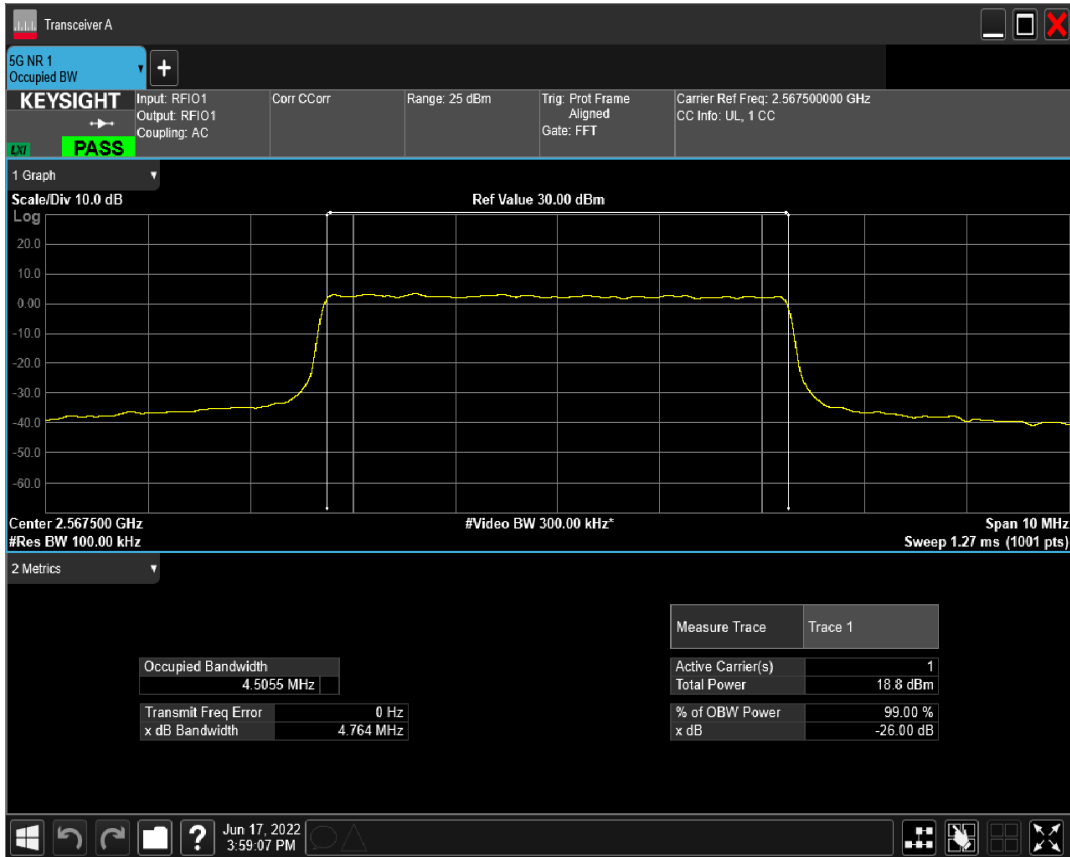 Transceiver A
5G NR 1
Occupied BW
KEYSIGHT
LXI
PASS
Input: RFIO1
Output: RFIO1
Coupling: AC
Corr CCorr
Range: 25 dBm
Trig: Prot Frame
Aligned
Gate: FFT
Carrier Ref Freq: 2.567500000 GHz
CC Info: UL, 1 CC
1 Graph
Scale/Div 10.0 dB
Ref Value 30.00 dBm
Log
20.0
10.0
0.00
-10.0
-20.0
-30.0
-40.0
-50.0
-60.0
Center 2.567500 GHz
#Video BW 300.00 kHz*
Span 10 MHz
#Res BW 100.00 kHz
Sweep 1.27 ms (1001 pts)
2 Metrics
Measure Trace Trace 1
Occupied Bandwidth
4.5055 MHz
Active Carrier(s) 1
Total Power 18.8 dBm
Transmit Freq Error 0 Hz
x dB Bandwidth 4.764 MHz
% of OBW Power 99.00 %
x dB -26.00 dB
?
Jun 17, 2022
3:59:07 PM